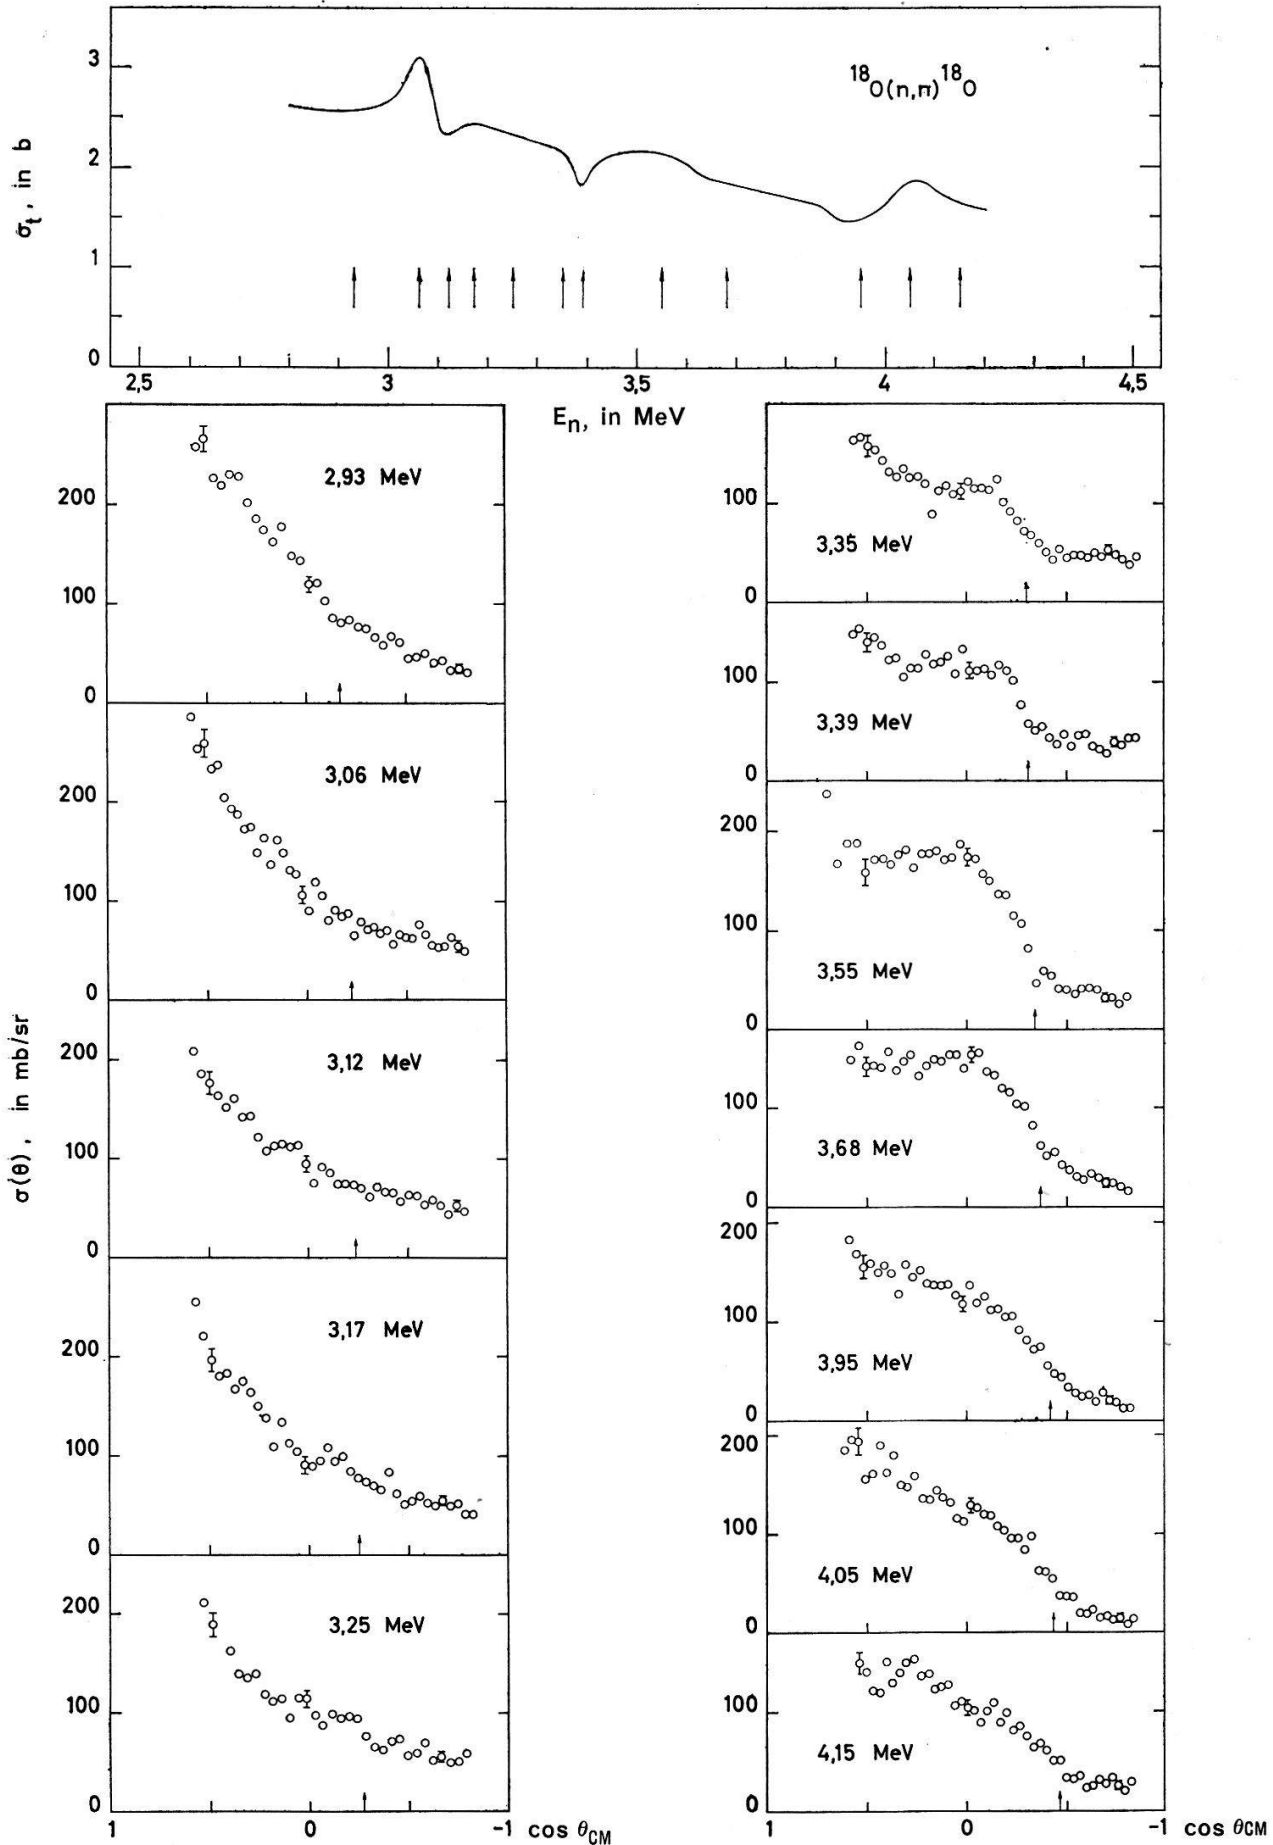 3
2
1
0
σt , in b
¹⁸O(n,n)¹⁸O
2,5
3
3,5
4
4,5
En, in MeV
σ(θ) , in mb/sr
2,93 MeV
200
100
0
3,06 MeV
200
100
0
3,12 MeV
200
100
0
3,17 MeV
200
100
0
3,25 MeV
200
100
0
1
0
-1
cos θCM
3,35 MeV
100
0
3,39 MeV
100
0
3,55 MeV
200
100
0
3,68 MeV
100
0
3,95 MeV
200
100
0
4,05 MeV
200
100
0
4,15 MeV
100
0
1
0
-1
cos θCM